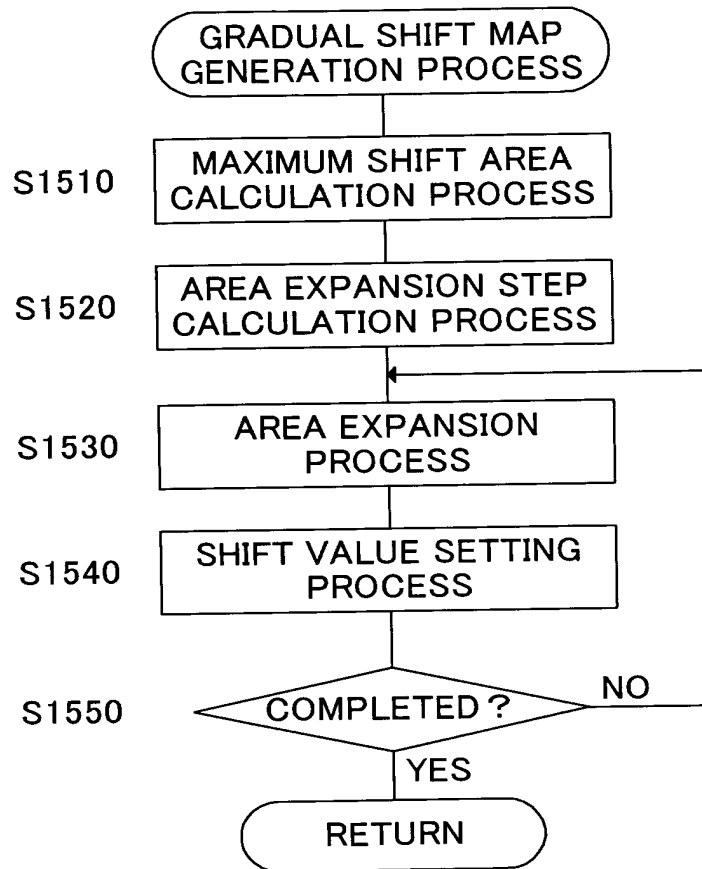 GRADUAL SHIFT MAP
GENERATION PROCESS
S1510
MAXIMUM SHIFT AREA
CALCULATION PROCESS
S1520
AREA EXPANSION STEP
CALCULATION PROCESS
S1530
AREA EXPANSION
PROCESS
S1540
SHIFT VALUE SETTING
PROCESS
S1550
COMPLETED?
NO
YES
RETURN